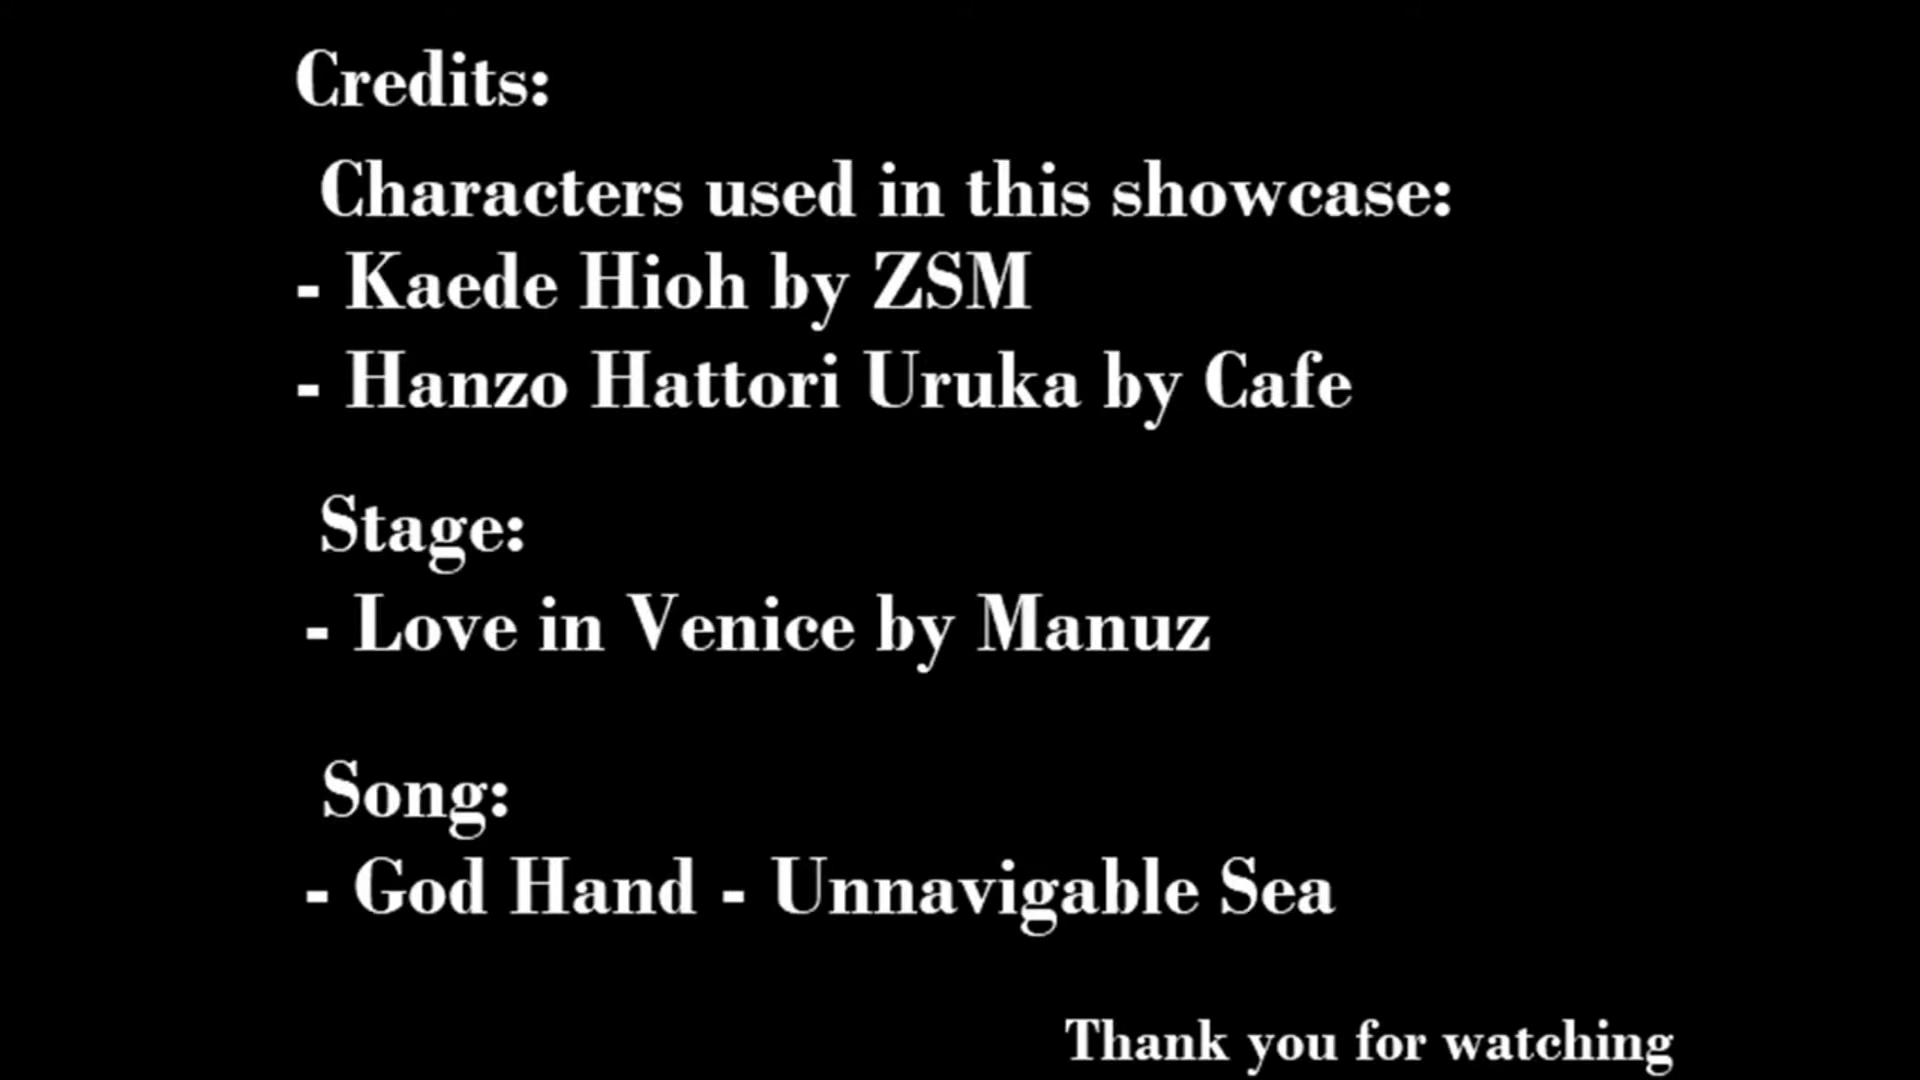 Credits:
Characters used in this showcase:
- Kaede Hioh by ZSM
- Hanzo Hattori Uruka by Cafe
Stage:
- Love in Venice by Manuz
Song:
- God Hand - Unnavigable Sea
Thank you for watching